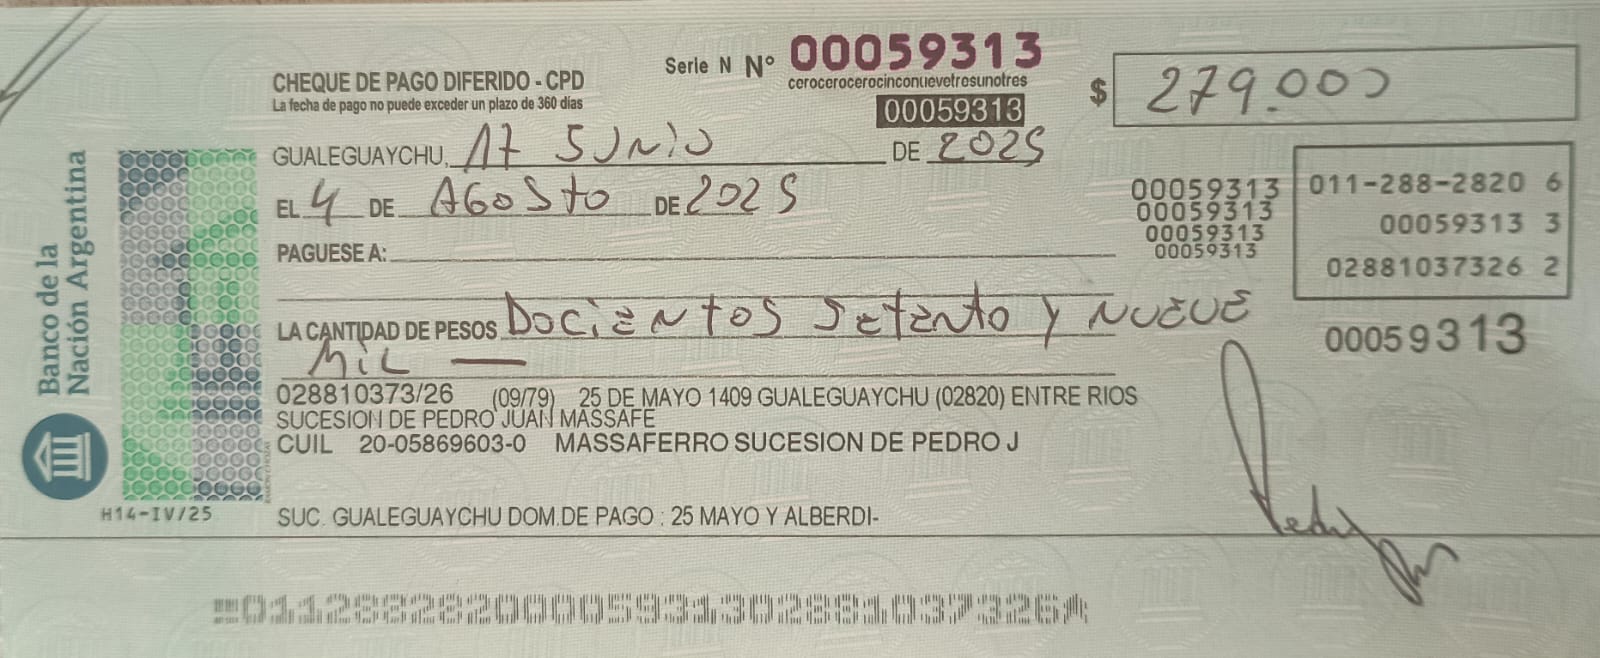 Serie N Nº 00059313
cerocerocerocinconuevetresunotres
00059313
CHEQUE DE PAGO DIFERIDO - CPD
La fecha de pago no puede exceder un plazo de 360 días
$ 279.000
GUALEGUAYCHU, 17 JUNIO DE 2025
EL 4 DE AGOSTO DE 2025
PAGUESE A:
00059313
00059313
00059313
00059313
011-288-2820 6
00059313 3
02881037326 2
00059313
LA CANTIDAD DE PESOS Docientos Setenta y NUEVE
MIL —
028810373/26 (09/79) 25 DE MAYO 1409 GUALEGUAYCHU (02820) ENTRE RIOS
SUCESION DE PEDRO JUAN MASSAFE
CUIL 20-05869603-0 MASSAFERRO SUCESION DE PEDRO J
SUC. GUALEGUAYCHU DOM.DE PAGO : 25 MAYO Y ALBERDI-
Banco de la
Nación Argentina
H14-IV/25
01128828200005931302881037326